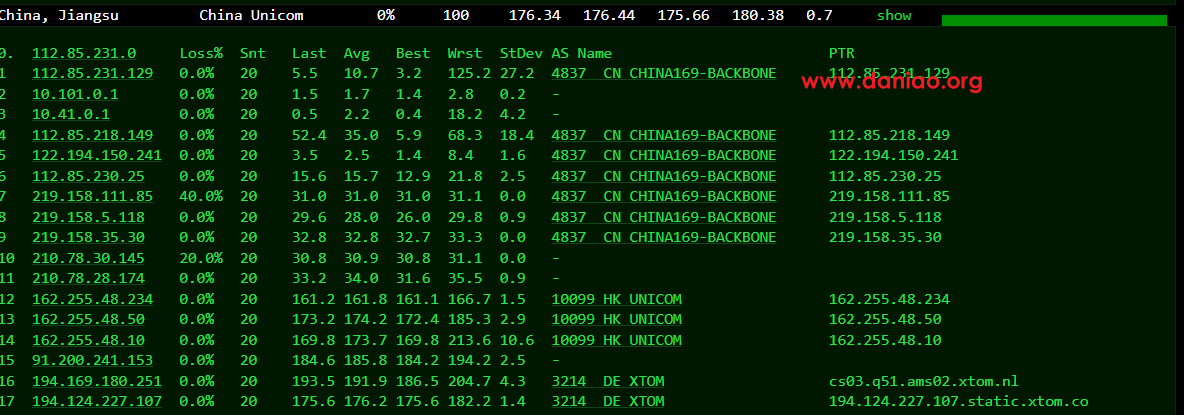 China, Jiangsu China Unicom 0% 100 176.34 176.44 175.66 180.38 0.7 show
0. 112.85.231.0 Loss% Snt Last Avg Best Wrst StDev AS Name PTR
1 112.85.231.129 0.0% 20 5.5 10.7 3.2 125.2 27.2 4837 CN CHINA169-BACKBONE 112.85.231.129
www.daniao.org
2 10.101.0.1 0.0% 20 1.5 1.7 1.4 2.8 0.2 -
3 10.41.0.1 0.0% 20 0.5 2.2 0.4 18.2 4.2 -
4 112.85.218.149 0.0% 20 52.4 35.0 5.9 68.3 18.4 4837 CN CHINA169-BACKBONE 112.85.218.149
5 122.194.150.241 0.0% 20 3.5 2.5 1.4 8.4 1.6 4837 CN CHINA169-BACKBONE 122.194.150.241
6 112.85.230.25 0.0% 20 15.6 15.7 12.9 21.8 2.5 4837 CN CHINA169-BACKBONE 112.85.230.25
7 219.158.111.85 40.0% 20 31.0 31.0 31.0 31.1 0.0 4837 CN CHINA169-BACKBONE 219.158.111.85
8 219.158.5.118 0.0% 20 29.6 28.0 26.0 29.8 0.9 4837 CN CHINA169-BACKBONE 219.158.5.118
9 219.158.35.30 0.0% 20 32.8 32.8 32.7 33.3 0.0 4837 CN CHINA169-BACKBONE 219.158.35.30
10 210.78.30.145 20.0% 20 30.8 30.9 30.8 31.1 0.0 -
11 210.78.28.174 0.0% 20 33.2 34.0 31.6 35.5 0.9 -
12 162.255.48.234 0.0% 20 161.2 161.8 161.1 166.7 1.5 10099 HK UNICOM 162.255.48.234
13 162.255.48.50 0.0% 20 173.2 174.2 172.4 185.3 2.9 10099 HK UNICOM 162.255.48.50
14 162.255.48.10 0.0% 20 169.8 173.7 169.8 213.6 10.6 10099 HK UNICOM 162.255.48.10
15 91.200.241.153 0.0% 20 184.6 185.8 184.2 194.2 2.5 -
16 194.169.180.251 0.0% 20 193.5 191.9 186.5 204.7 4.3 3214 DE XTOM cs03.q51.ams02.xtom.nl
17 194.124.227.107 0.0% 20 175.6 176.2 175.6 182.2 1.4 3214 DE XTOM 194.124.227.107.static.xtom.co